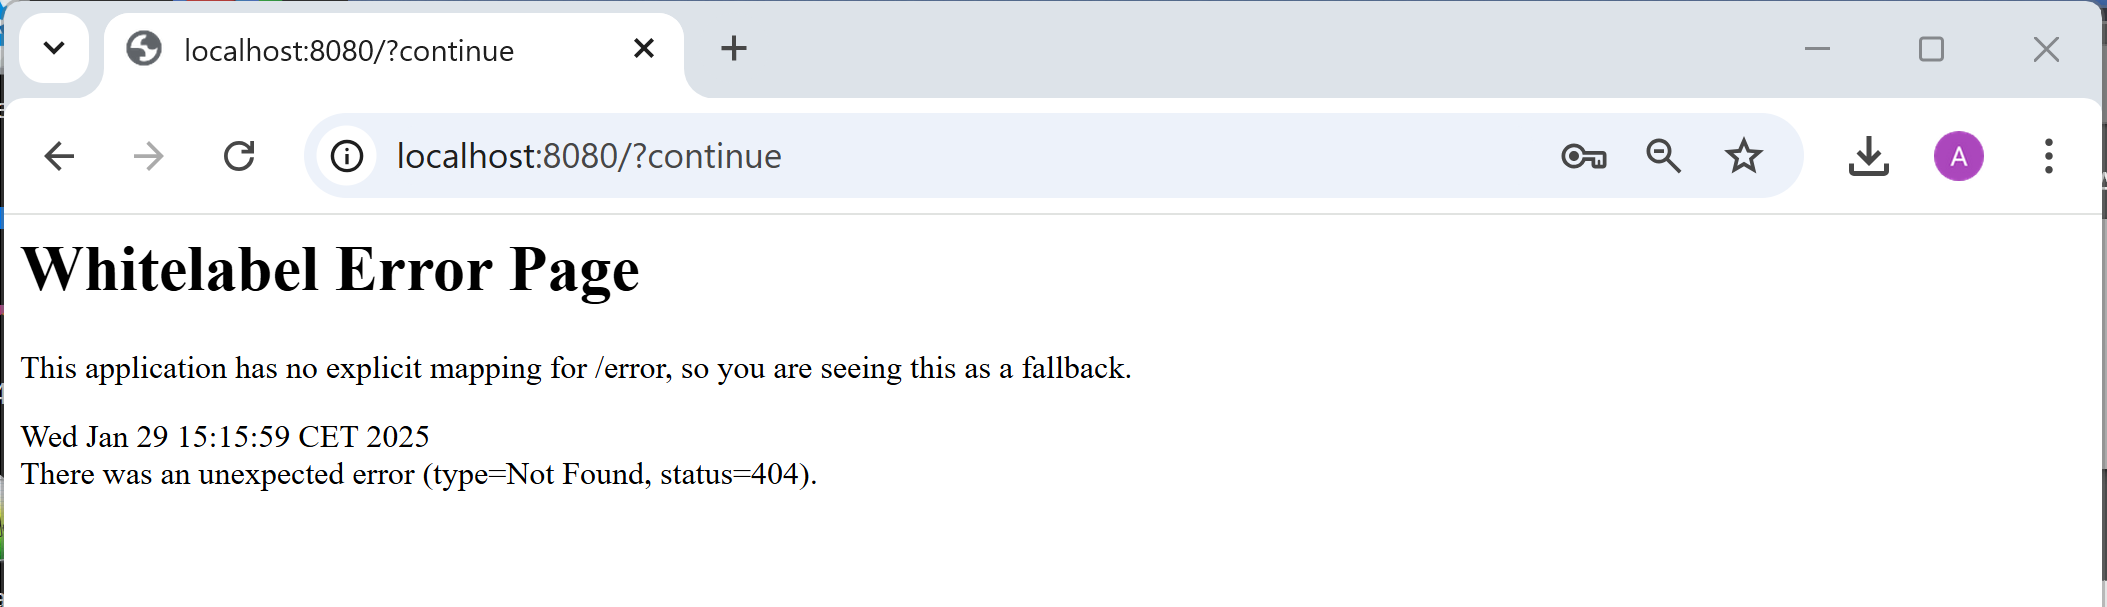 localhost:8080/?continue
localhost:8080/?continue
A
Whitelabel Error Page
This application has no explicit mapping for /error, so you are seeing this as a fallback.
Wed Jan 29 15:15:59 CET 2025
There was an unexpected error (type=Not Found, status=404).